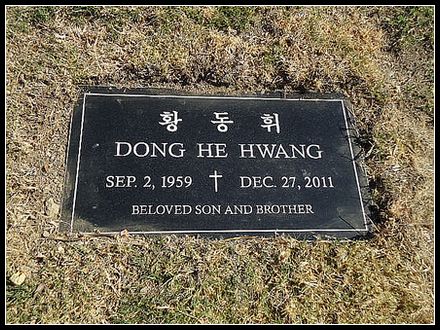 황 동 휘
DONG HE HWANG
SEP. 2, 1959 † DEC. 27, 2011
BELOVED SON AND BROTHER